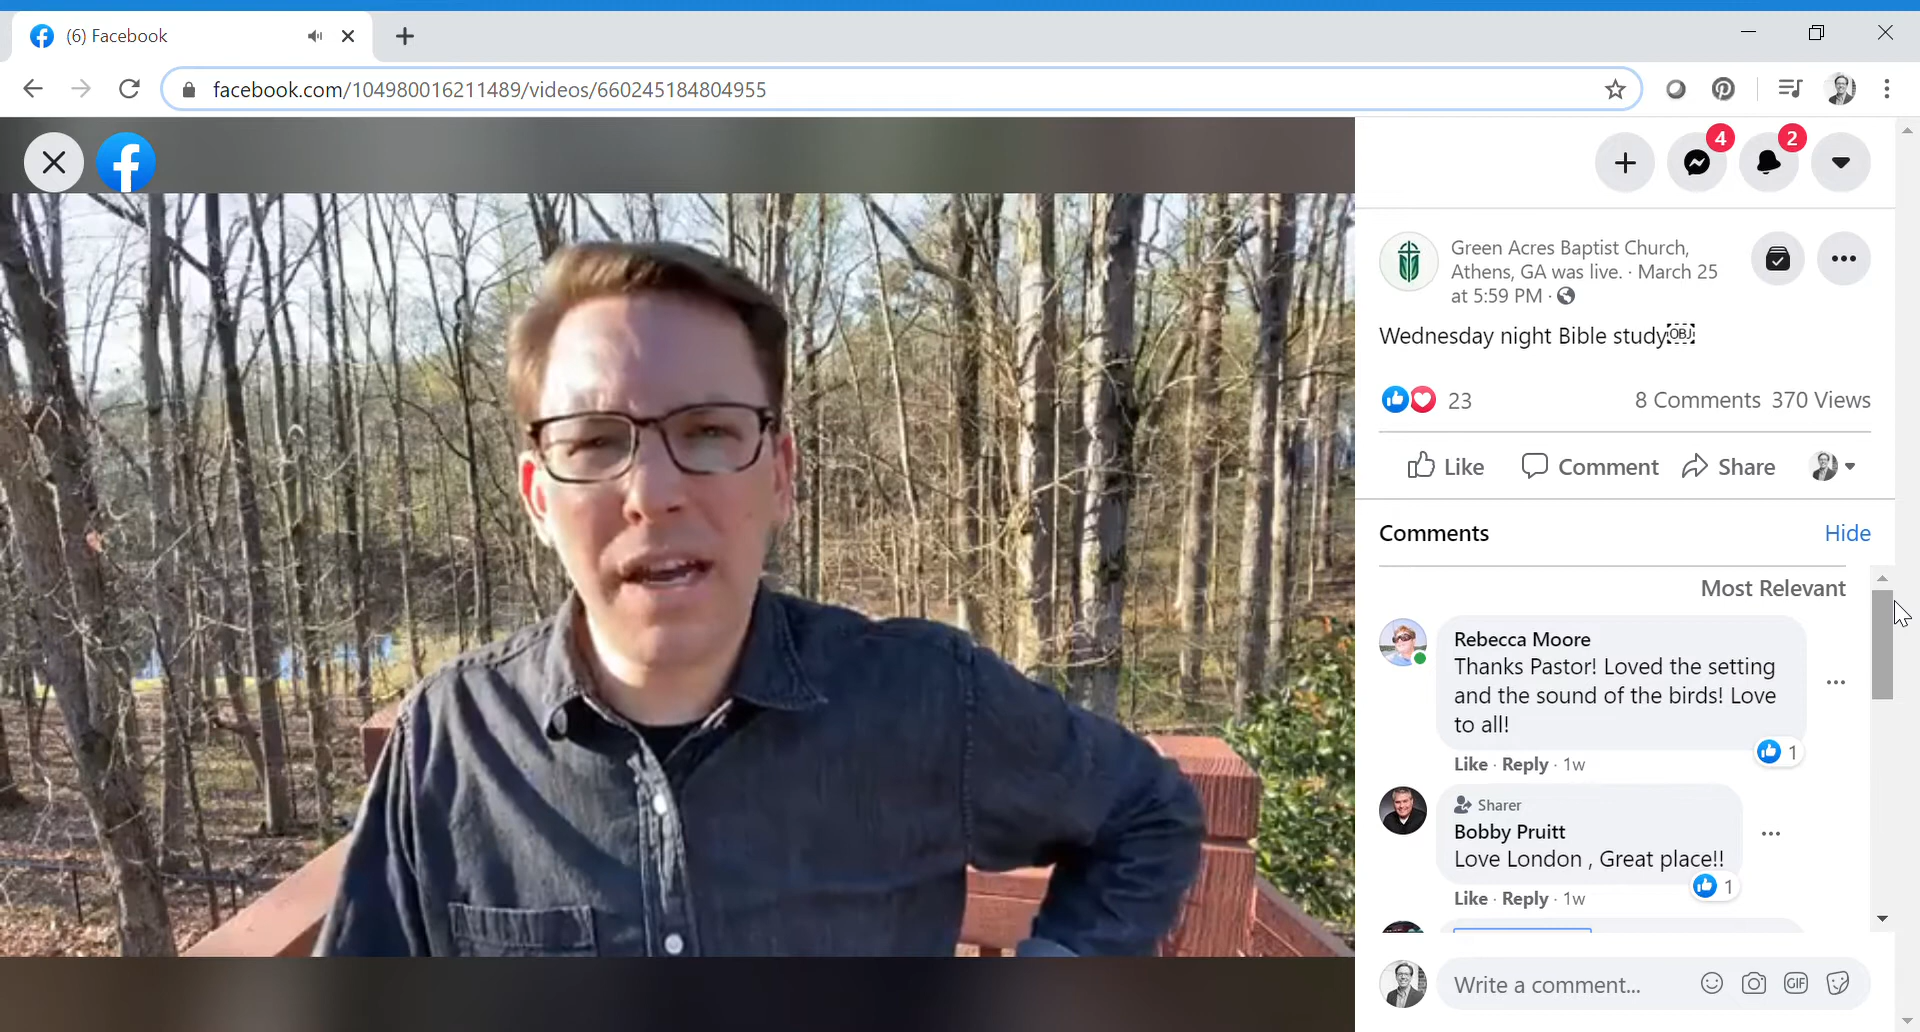 (6) Facebook
facebook.com/104980016211489/videos/660245184804955
4
2
Green Acres Baptist Church,
Athens, GA was live. · March 25
at 5:59 PM ·
Wednesday night Bible study￼
23
8 Comments 370 Views
Like Comment Share
Comments
Hide
Most Relevant
Rebecca Moore
Thanks Pastor! Loved the setting
and the sound of the birds! Love
to all!
1
Like · Reply · 1w
Sharer
Bobby Pruitt
Love London , Great place!!
1
Like · Reply · 1w
Write a comment...
GIF